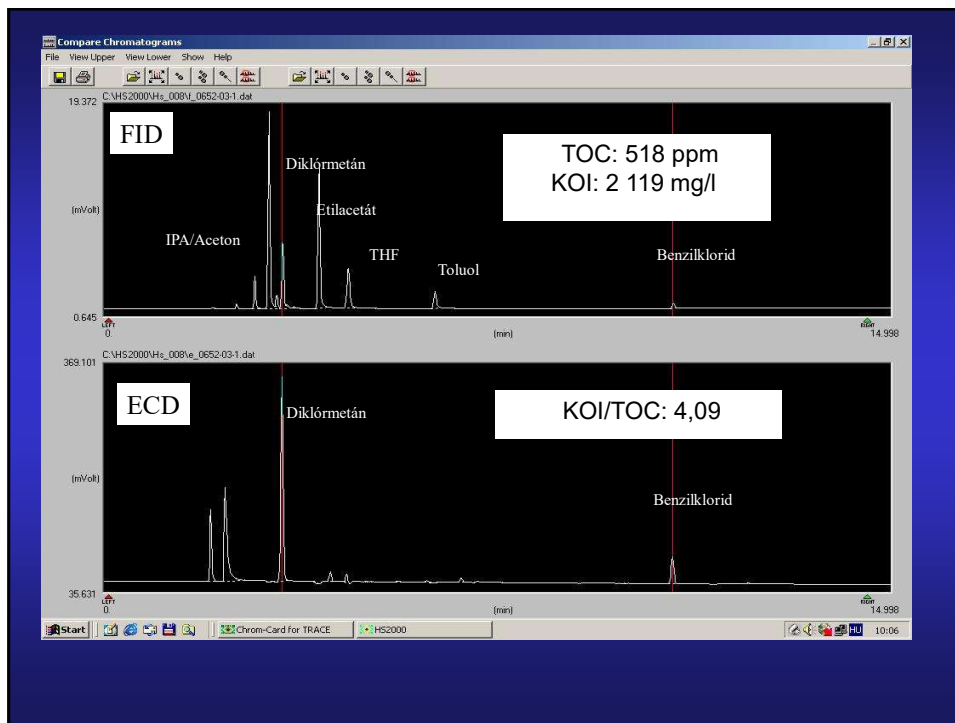 Compare Chromatograms
File View Upper View Lower Show Help
C:\HS2000\Hs_008\f_0652-03-1.dat
19.372
FID
TOC: 518 ppm
KOI: 2 119 mg/l
Diklórmetán
(mVolt)
Etilacetát
IPA/Aceton
THF
Benzilklorid
Toluol
0.645
LEFT
RIGHT
0.
(min)
14.998
C:\HS2000\Hs_008\e_0652-03-1.dat
369.101
ECD
Diklórmetán
KOI/TOC: 4,09
(mVolt)
Benzilklorid
35.631
LEFT
RIGHT
0.
(min)
14.998
Start
Chrom-Card for TRACE
HS2000
HU
10:06